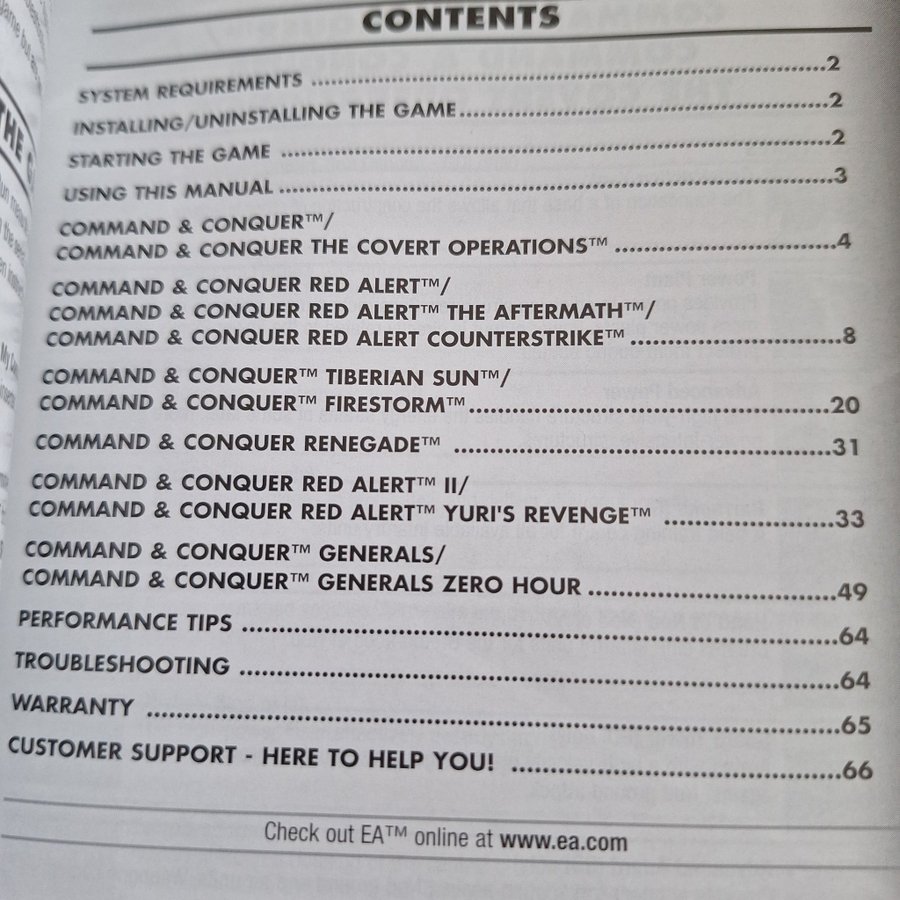 CONTENTS
SYSTEM REQUIREMENTS ........2
INSTALLING/UNINSTALLING THE GAME........2
STARTING THE GAME ........2
USING THIS MANUAL ........3
COMMAND & CONQUER™/
COMMAND & CONQUER THE COVERT OPERATIONS™ ........4
COMMAND & CONQUER RED ALERT™/
COMMAND & CONQUER RED ALERT™ THE AFTERMATH™/
COMMAND & CONQUER RED ALERT COUNTERSTRIKE™ ........8
COMMAND & CONQUER™ TIBERIAN SUN™/
COMMAND & CONQUER™ FIRESTORM™........20
COMMAND & CONQUER RENEGADE™ ........31
COMMAND & CONQUER RED ALERT™ II/
COMMAND & CONQUER RED ALERT™ YURI'S REVENGE™ ........33
COMMAND & CONQUER™ GENERALS/
COMMAND & CONQUER™ GENERALS ZERO HOUR ........49
PERFORMANCE TIPS ........64
TROUBLESHOOTING ........64
WARRANTY ........65
CUSTOMER SUPPORT - HERE TO HELP YOU! ........66
Check out EA™ online at www.ea.com